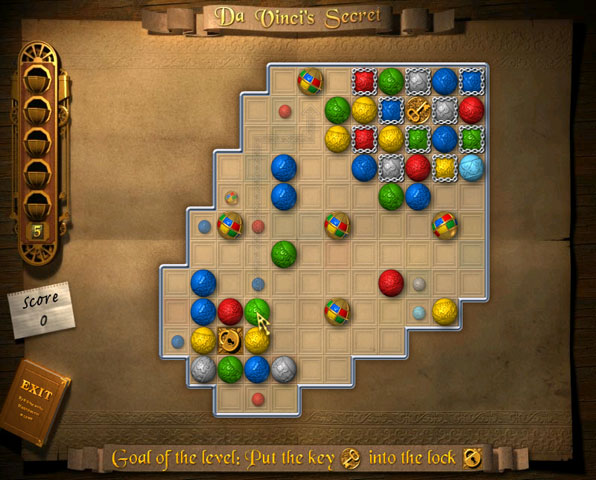 Da Vinci's Secret
5
Score
0
EXIT
Goal of the level: Put the key into the lock